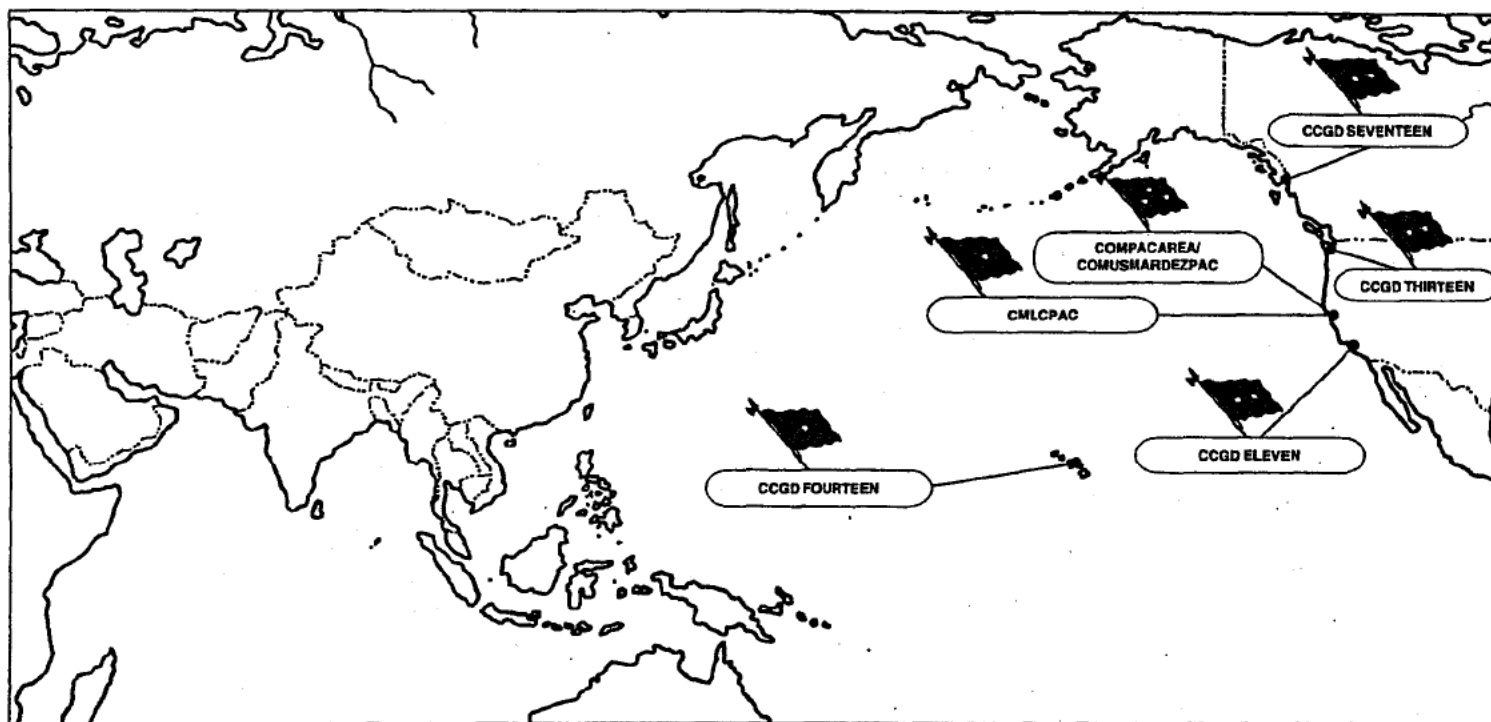 CCGD SEVENTEEN
COMPACAREA/
COMUSMARDEZPAC
CCGD THIRTEEN
CMLCPAC
CCGD ELEVEN
CCGD FOURTEEN